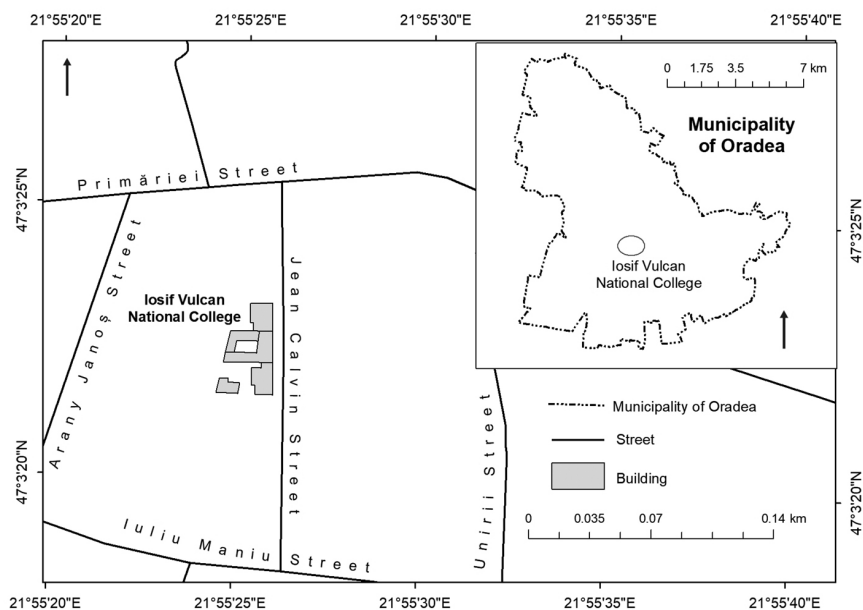 21°55'20"E 21°55'25"E 21°55'30"E 21°55'35"E 21°55'40"E
0 1.75 3.5 7 km
Municipality
of Oradea
Primăriei Street
47°3'25"N
47°3'25"N
Arany Janoș Street
Iosif Vulcan
National College
Jean Calvin Street
Iosif Vulcan
National College
Unirii Street
Municipality of Oradea
Street
Building
47°3'20"N
47°3'20"N
0 0.035 0.07 0.14 km
Iuliu Maniu Street
21°55'20"E 21°55'25"E 21°55'30"E 21°55'35"E 21°55'40"E